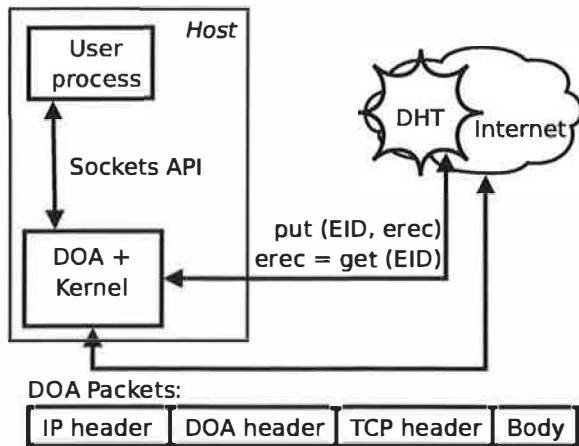 Host
User
process
Sockets API
DOA +
Kernel
DHT
Internet
put (EID, erec)
erec = get (EID)
DOA Packets:
IP header DOA header TCP header Body